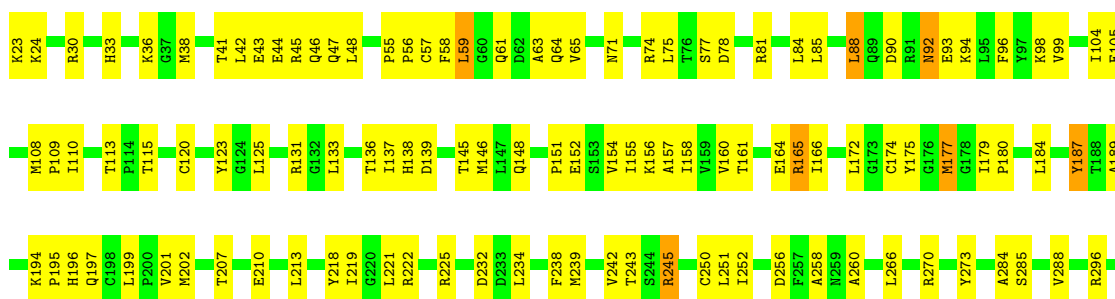 K23 K24 R30 H33 K36 G37 M38 T41 L42 E43 E44 R45 Q46 Q47 L48 P55 P56 C57 F58 L59 G60 Q61 D62 A63 Q64 V65 N71 R74 L75 T76 S77 D78 R81 L84 L85 L88 Q89 D90 R91 N92 E93 K94 L95 F96 Y97 K98 V99 I104
M108 P109 I110 T113 P114 T115 C120 Y123 G124 L125 R131 G132 L133 T136 I137 H138 D139 T145 M146 L147 Q148 P151 E152 S153 V154 I155 K156 A157 I158 V159 V160 T161 E164 R165 I166 L172 G173 C174 Y175 G176 M177 G178 I179 P180 L184 Y187 T188
K194 P195 H196 Q197 C198 L199 P200 V201 M202 T207 E210 L213 Y218 I219 G220 L221 R222 R225 D232 D233 L234 F238 M239 V242 T243 S244 R245 C250 L251 I252 D256 F257 A258 N259 A260 L266 R270 Y273 A284 S285 V288 R296